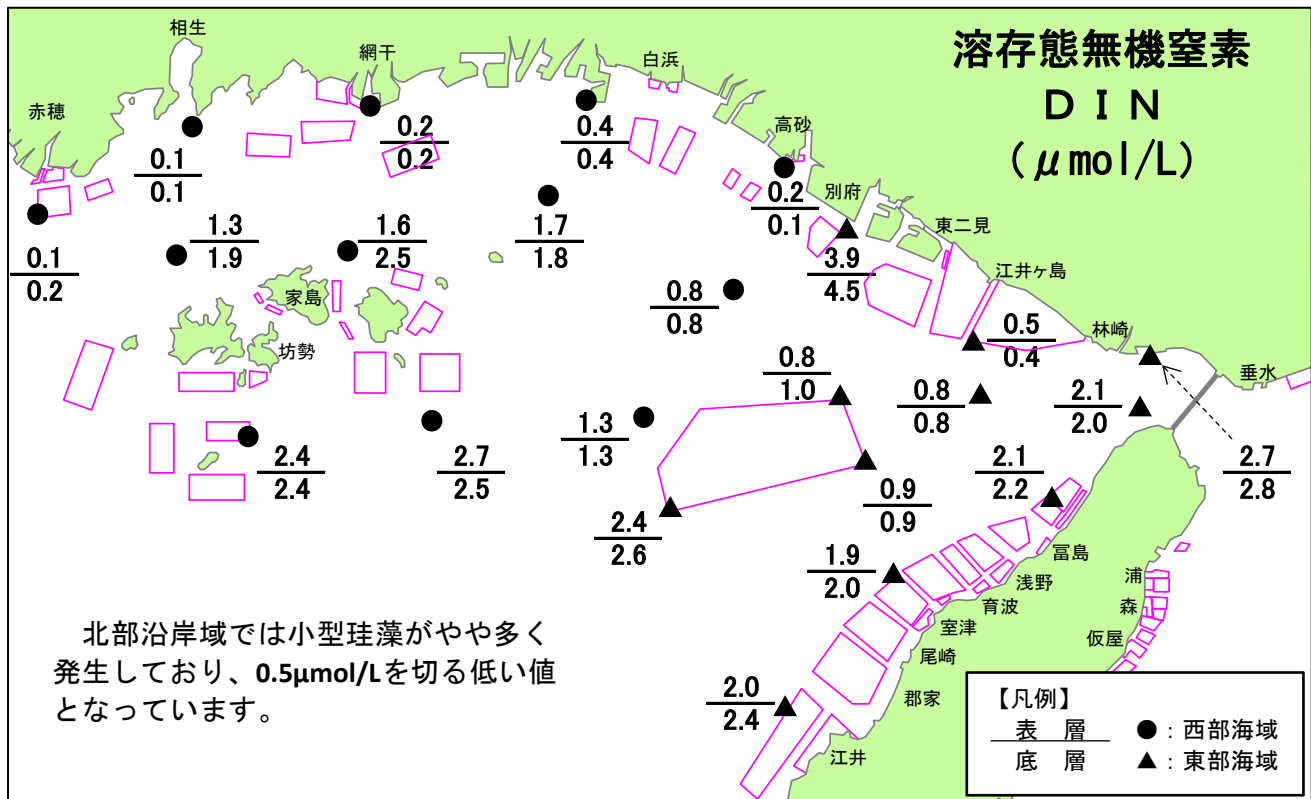 溶存態無機窒素
ＤＩＮ
(μmol/L)
相生
網干
白浜
赤穂
高砂
別府
東二見
江井ヶ島
林崎
垂水
家島
坊勢
0.1
0.1
0.2
0.2
0.4
0.4
0.2
0.1
0.1
0.2
1.3
1.9
1.6
2.5
1.7
1.8
3.9
4.5
0.8
0.8
0.5
0.4
0.8
1.0
0.8
0.8
2.1
2.0
2.7
2.8
1.3
1.3
2.4
2.4
2.7
2.5
2.1
2.2
0.9
0.9
2.4
2.6
1.9
2.0
2.0
2.4
冨島
浅野
育波
室津
尾崎
郡家
江井
浦
森
仮屋
北部沿岸域では小型珪藻がやや多く
発生しており、0.5μmol/Lを切る低い値
となっています。
【凡例】
表　層
底　層
●：西部海域
▲：東部海域